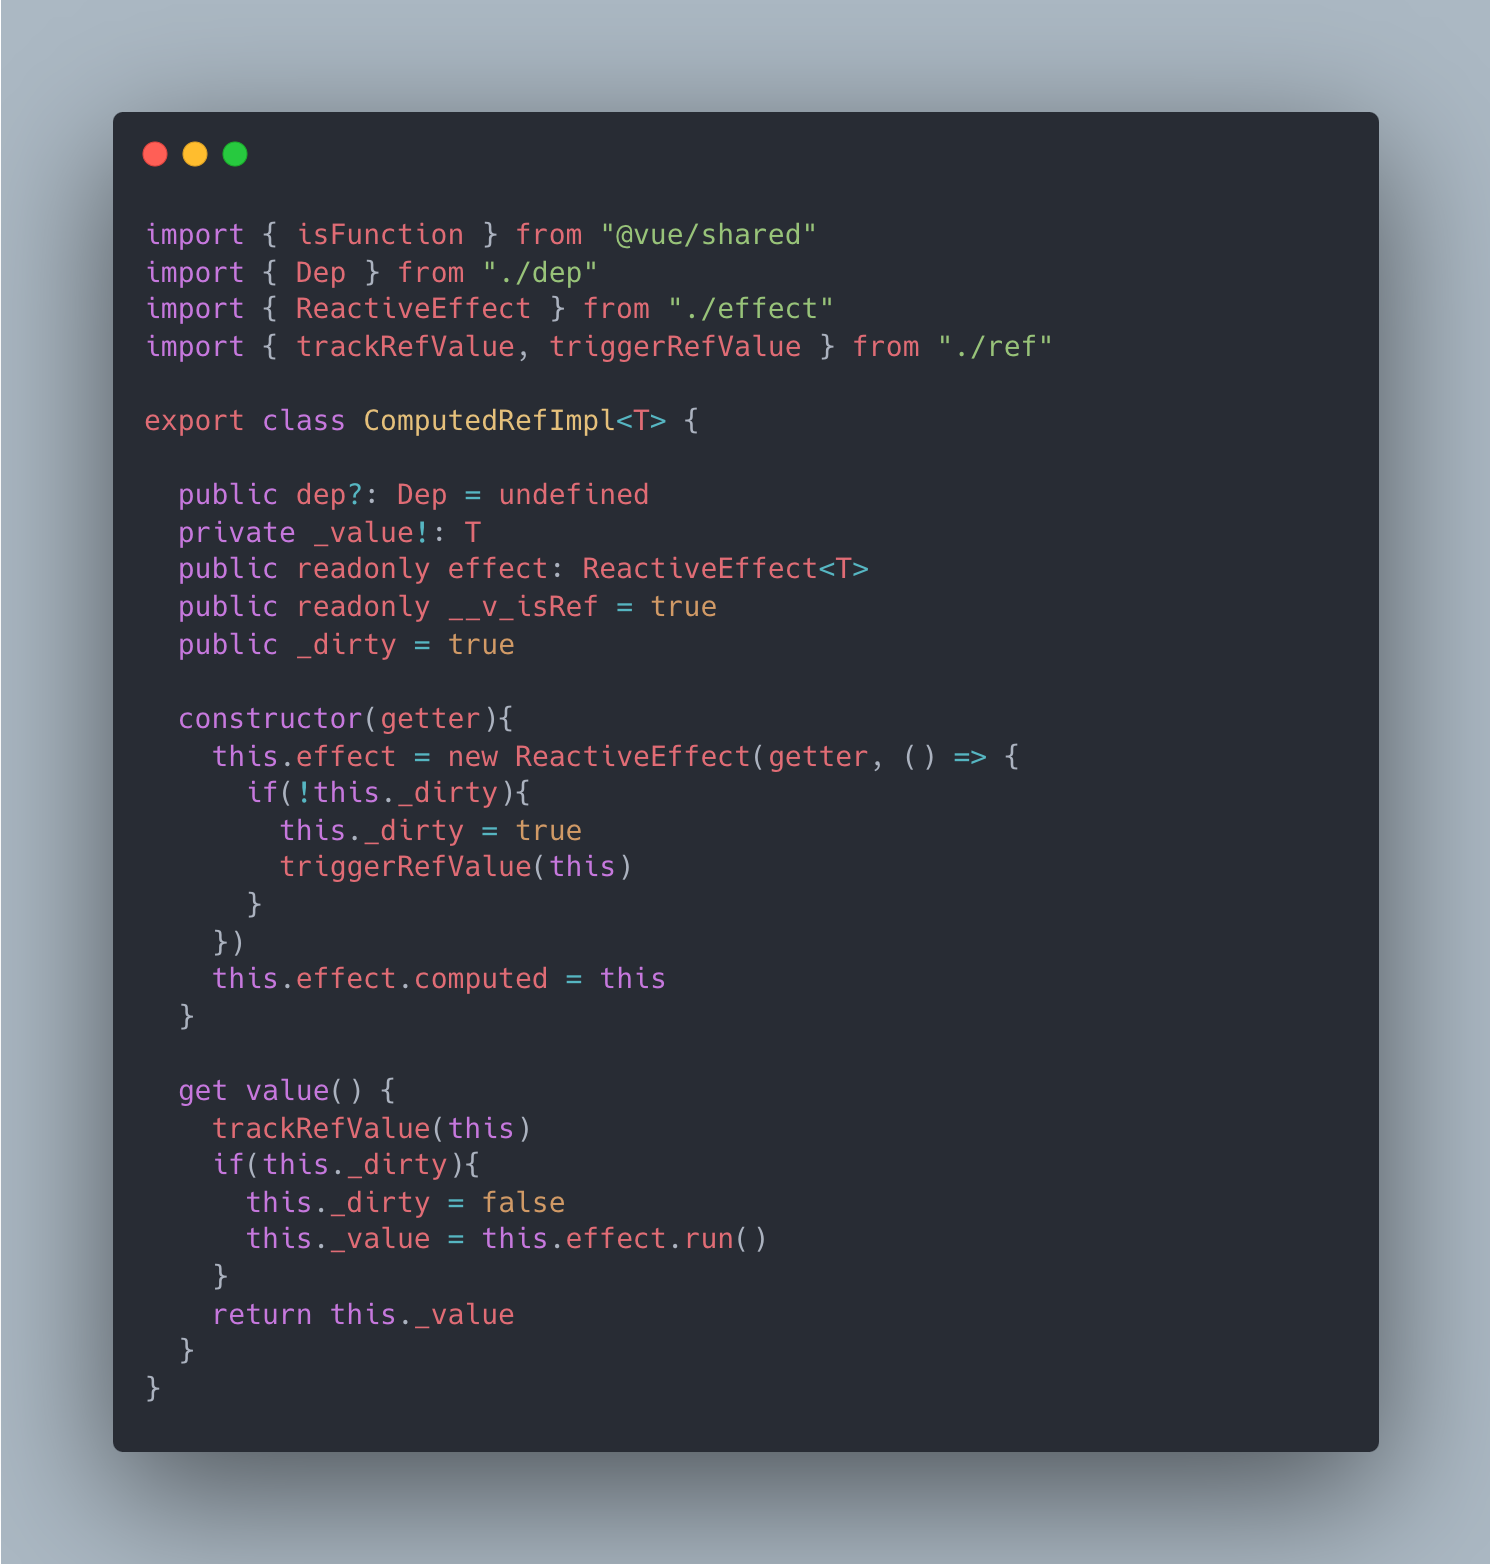 import { isFunction } from "@vue/shared"
import { Dep } from "./dep"
import { ReactiveEffect } from "./effect"
import { trackRefValue, triggerRefValue } from "./ref"

export class ComputedRefImpl<T> {

  public dep?: Dep = undefined
  private _value!: T
  public readonly effect: ReactiveEffect<T>
  public readonly __v_isRef = true
  public _dirty = true

  constructor(getter){
    this.effect = new ReactiveEffect(getter, () => {
      if(!this._dirty){
        this._dirty = true
        triggerRefValue(this)
      }
    })
    this.effect.computed = this
  }

  get value() {
    trackRefValue(this)
    if(this._dirty){
      this._dirty = false
      this._value = this.effect.run()
    }
    return this._value
  }
}